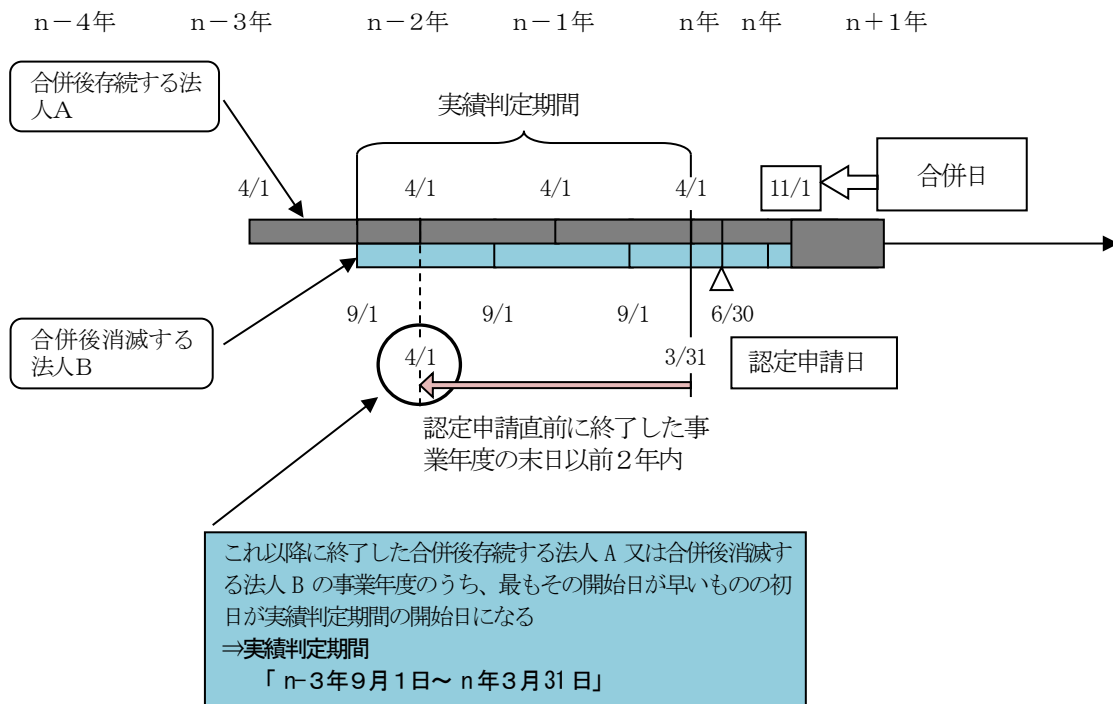 n－4年 n－3年 n－2年 n－1年 n年 n年 n＋1年
合併後存続する法
人A
実績判定期間
4/1 4/1 4/1 4/1 11/1
合併日
9/1 9/1 9/1 6/30
合併後消滅する
法人B
4/1 3/31
認定申請日
認定申請直前に終了した事
業年度の末日以前２年内
これ以降に終了した合併後存続する法人 A 又は合併後消滅す
る法人 B の事業年度のうち、最もその開始日が早いものの初
日が実績判定期間の開始日になる
⇒実績判定期間
「 n-３年９月１日～ n 年３月 31 日」